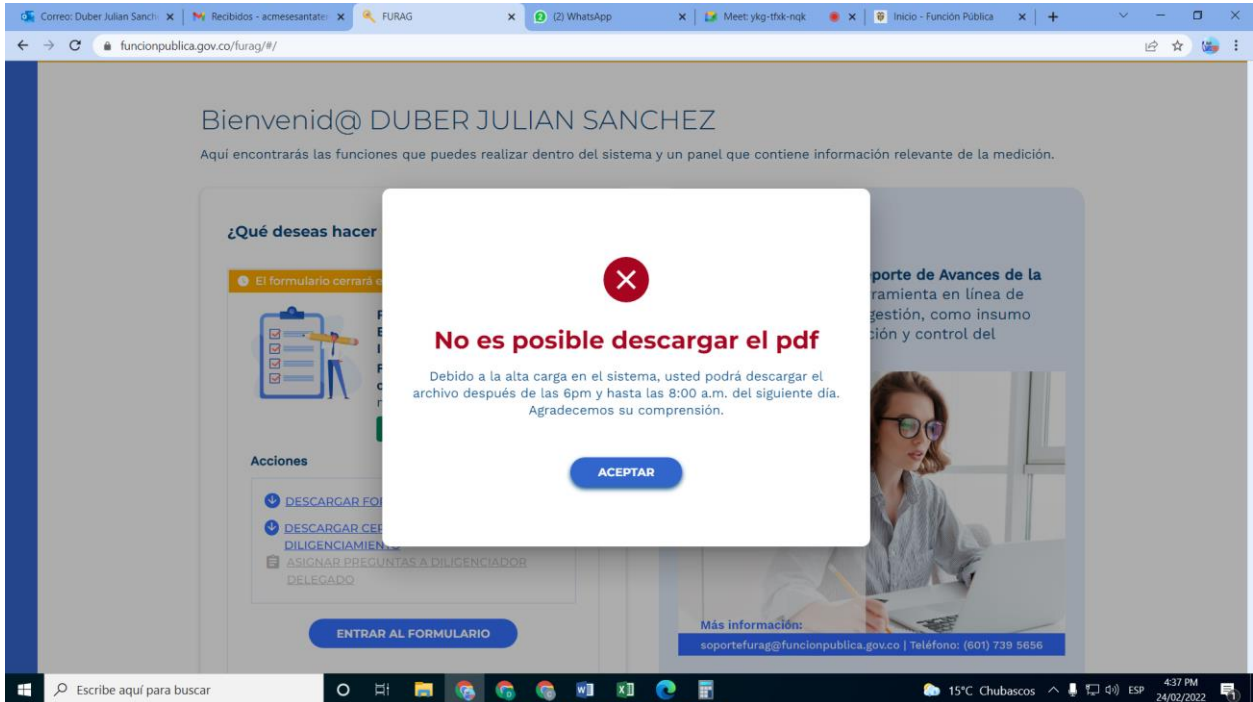 Correo: Duber Julian Sanch
Recibidos - acmesesantate
FURAG
(2) WhatsApp
Meet: ykg-tfxk-nqk
Inicio - Función Pública
funcionpublica.gov.co/furag/#/
Bienvenid@ DUBER JULIAN SANCHEZ
Aquí encontrarás las funciones que puedes realizar dentro del sistema y un panel que contiene información relevante de la medición.
¿Qué deseas hacer
El formulario cerrará e
No es posible descargar el pdf
Debido a la alta carga en el sistema, usted podrá descargar el
archivo después de las 6pm y hasta las 8:00 a.m. del siguiente día.
Agradecemos su comprensión.
ACEPTAR
Acciones
DESCARGAR FO
DESCARGAR CE
DILIGENCIAMIENTO
ASIGNAR PREGUNTAS A DILIGENCIADOR
DELEGADO
ENTRAR AL FORMULARIO
porte de Avances de la
ramienta en línea de
gestión, como insumo
ción y control del
Más información:
soportefurag@funcionpublica.gov.co | Teléfono: (601) 739 5656
Escribe aquí para buscar
15°C Chubascos
ESP
4:37 PM
24/02/2022